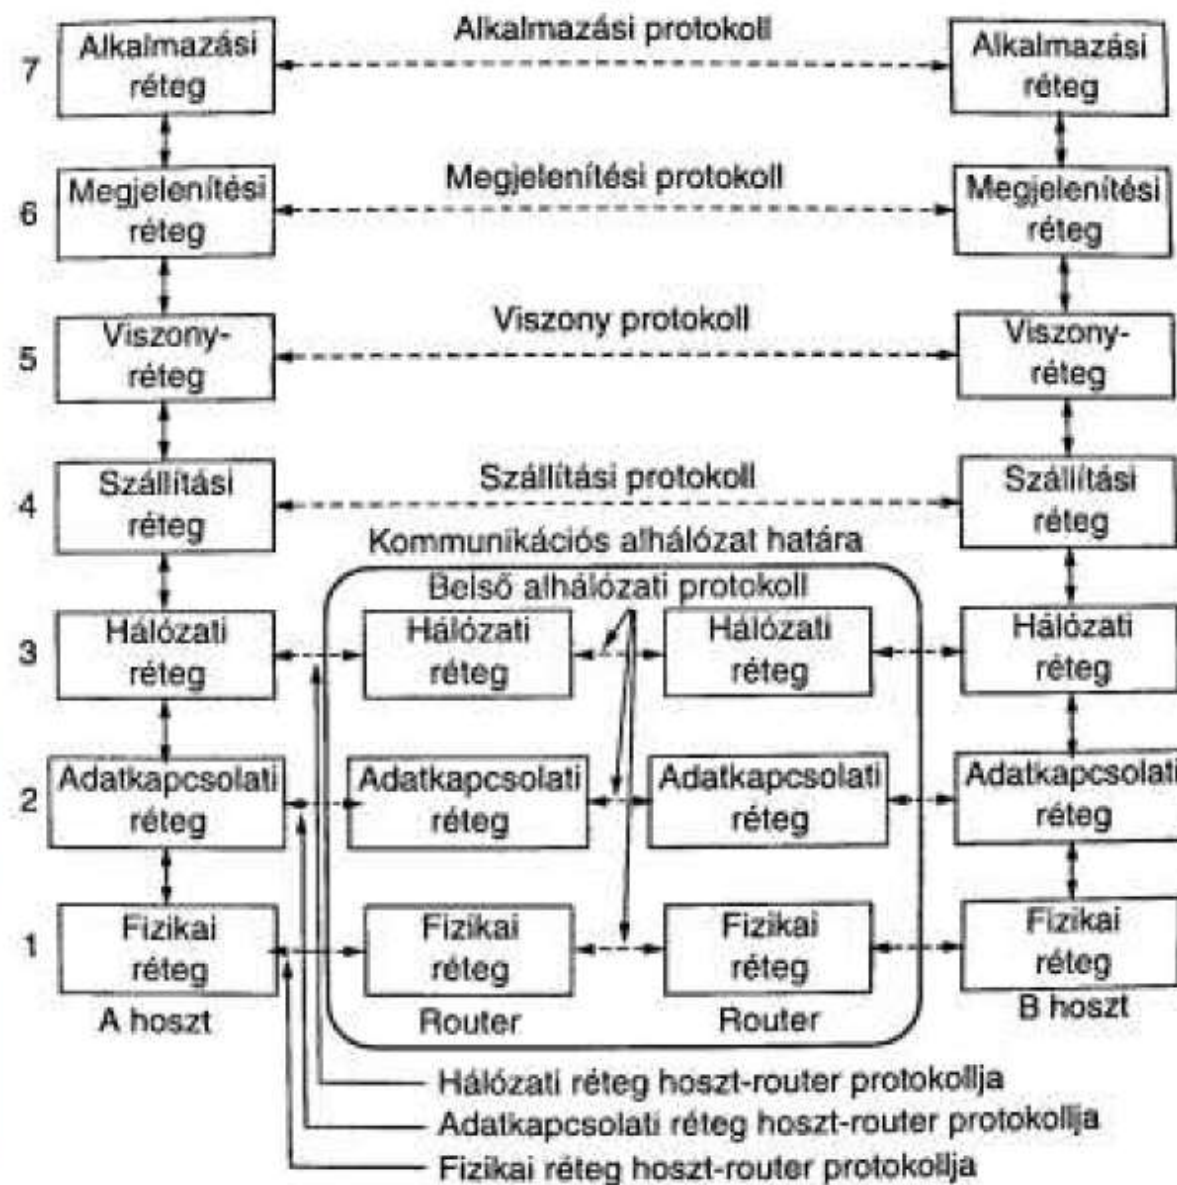 Alkalmazási protokoll
7
Alkalmazási
réteg
Alkalmazási
réteg
Megjelenítési protokoll
6
Megjelenítési
réteg
Megjelenítési
réteg
Viszony protokoll
5
Viszony-
réteg
Viszony-
réteg
Szállítási protokoll
4
Szállítási
réteg
Szállítási
réteg
Kommunikációs alhálózat határa
Belső alhálózati protokoll
3
Hálózati
réteg
Hálózati
réteg
Hálózati
réteg
Hálózati
réteg
2
Adatkapcsolati
réteg
Adatkapcsolati
réteg
Adatkapcsolati
réteg
Adatkapcsolati
réteg
1
Fizikai
réteg
Fizikai
réteg
Fizikai
réteg
Fizikai
réteg
A hoszt
Router
Router
B hoszt
Hálózati réteg hoszt-router protokollja
Adatkapcsolati réteg hoszt-router protokollja
Fizikai réteg hoszt-router protokollja